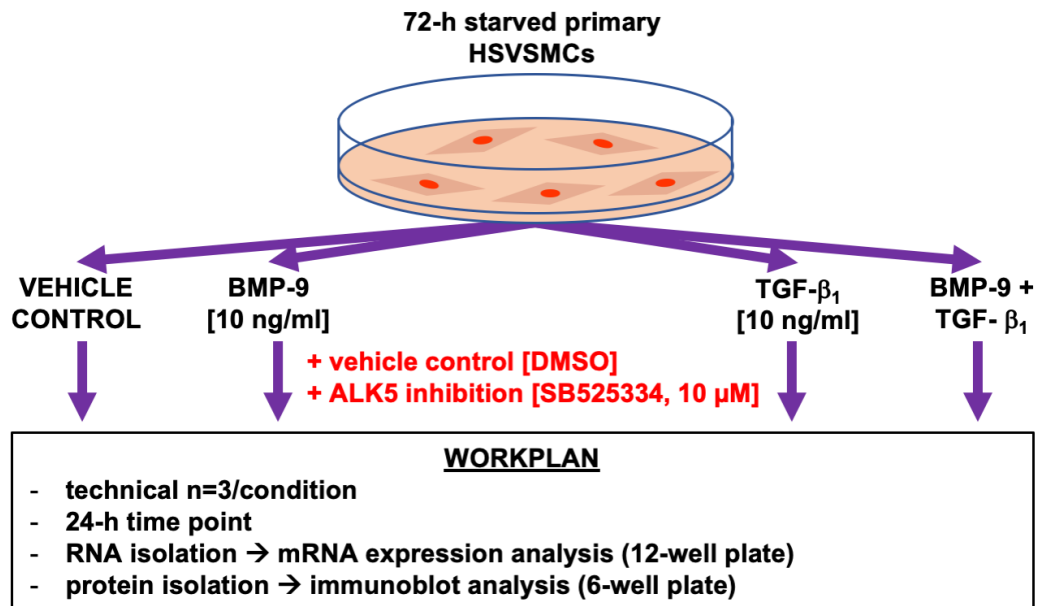 72-h starved primary
HSVSMCs
VEHICLE
CONTROL
BMP-9
[10 ng/ml]
TGF-β₁
[10 ng/ml]
BMP-9 +
TGF- β₁
+ vehicle control [DMSO]
+ ALK5 inhibition [SB525334, 10 µM]
WORKPLAN
- technical n=3/condition
- 24-h time point
- RNA isolation → mRNA expression analysis (12-well plate)
- protein isolation → immunoblot analysis (6-well plate)